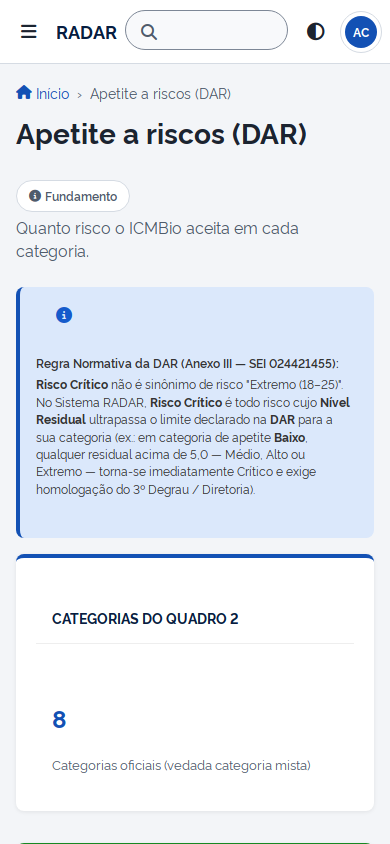 RADAR
AC
Início › Apetite a riscos (DAR)
Apetite a riscos (DAR)
Fundamento
Quanto risco o ICMBio aceita em cada
categoria.
Regra Normativa da DAR (Anexo III — SEI 024421455):
Risco Crítico não é sinônimo de risco "Extremo (18–25)".
No Sistema RADAR, Risco Crítico é todo risco cujo Nível
Residual ultrapassa o limite declarado na DAR para a
sua categoria (ex.: em categoria de apetite Baixo,
qualquer residual acima de 5,0 — Médio, Alto ou
Extremo — torna-se imediatamente Crítico e exige
homologação do 3º Degrau / Diretoria).
CATEGORIAS DO QUADRO 2
8
Categorias oficiais (vedada categoria mista)